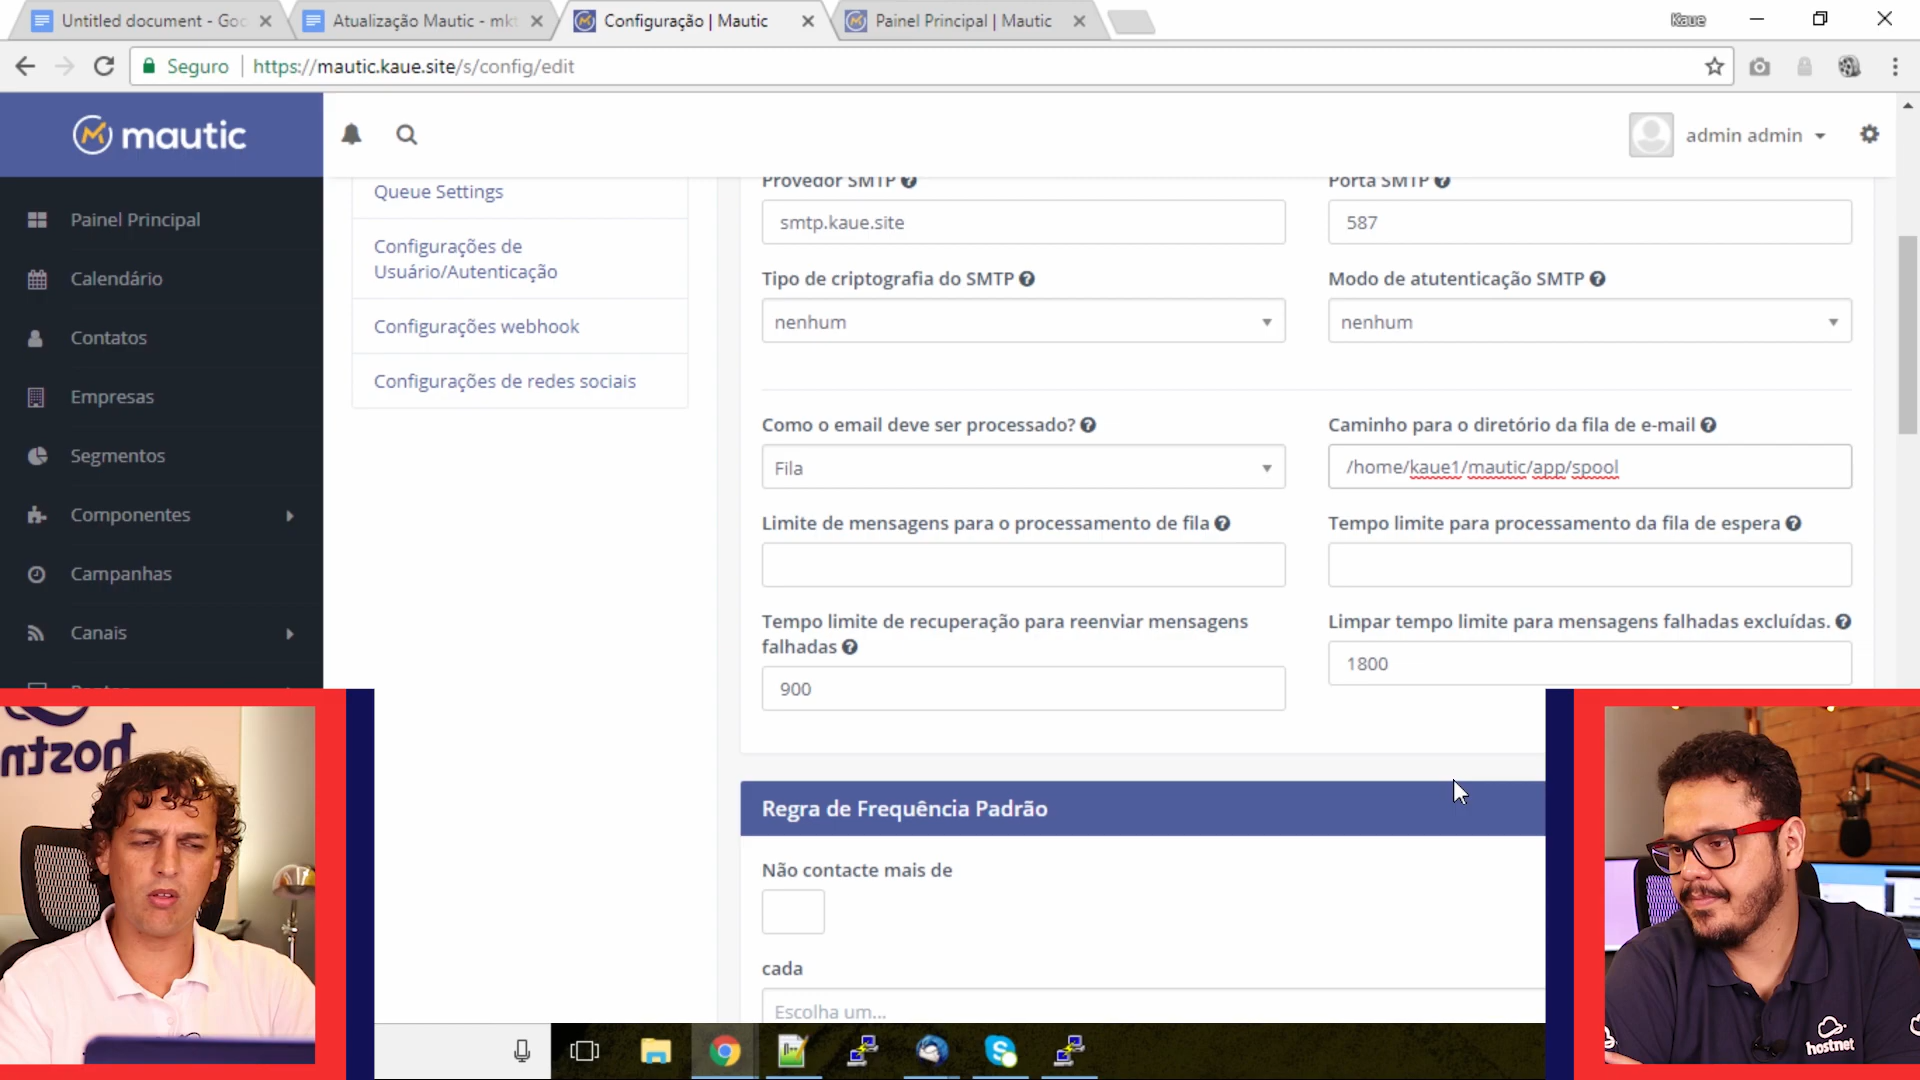 Untitled document - Goo
Atualização Mautic - mkt
Configuração | Mautic
Painel Principal | Mautic
Kaue
Seguro
https://mautic.kaue.site/s/config/edit
mautic
admin admin
Painel Principal
Calendário
Contatos
Empresas
Segmentos
Componentes
Campanhas
Canais
Queue Settings
Configurações de
Usuário/Autenticação
Configurações webhook
Configurações de redes sociais
Provedor SMTP
Porta SMTP
smtp.kaue.site
587
Tipo de criptografia do SMTP
Modo de atutenticação SMTP
nenhum
nenhum
Como o email deve ser processado?
Caminho para o diretório da fila de e-mail
Fila
/home/kaue1/mautic/app/spool
Limite de mensagens para o processamento de fila
Tempo limite para processamento da fila de espera
Tempo limite de recuperação para reenviar mensagens
falhadas
Limpar tempo limite para mensagens falhadas excluídas.
900
1800
Regra de Frequência Padrão
Não contacte mais de
cada
Escolha um...
hostn
hostnet